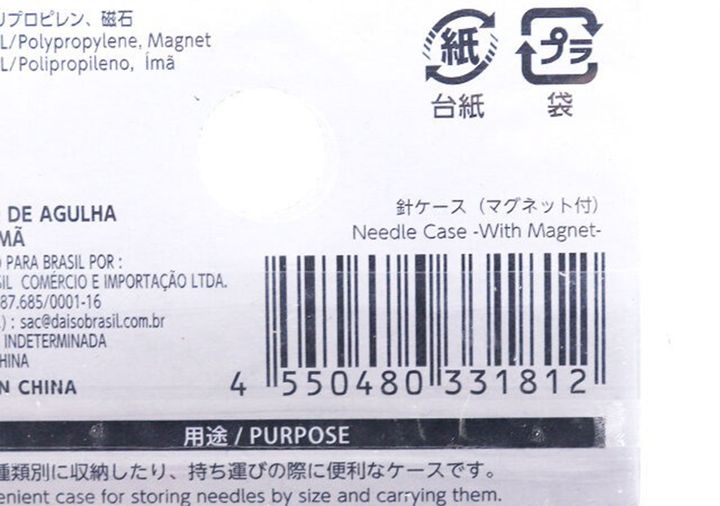 リプロピレン、磁石
L/Polypropylene, Magnet
L/Polipropileno, Ímã
紙
プラ
台紙
袋
DE AGULHA
MÃ
針ケース（マグネット付）
Needle Case -With Magnet-
PARA BRASIL POR :
SIL COMÉRCIO E IMPORTAÇÃO LTDA.
87.685/0001-16
) : sac@daisobrasil.com.br
INDETERMINADA
HINA
N CHINA
4 550480 331812
用途 / PURPOSE
種類別に収納したり、持ち運びの際に便利なケースです。
enient case for storing needles by size and carrying them.